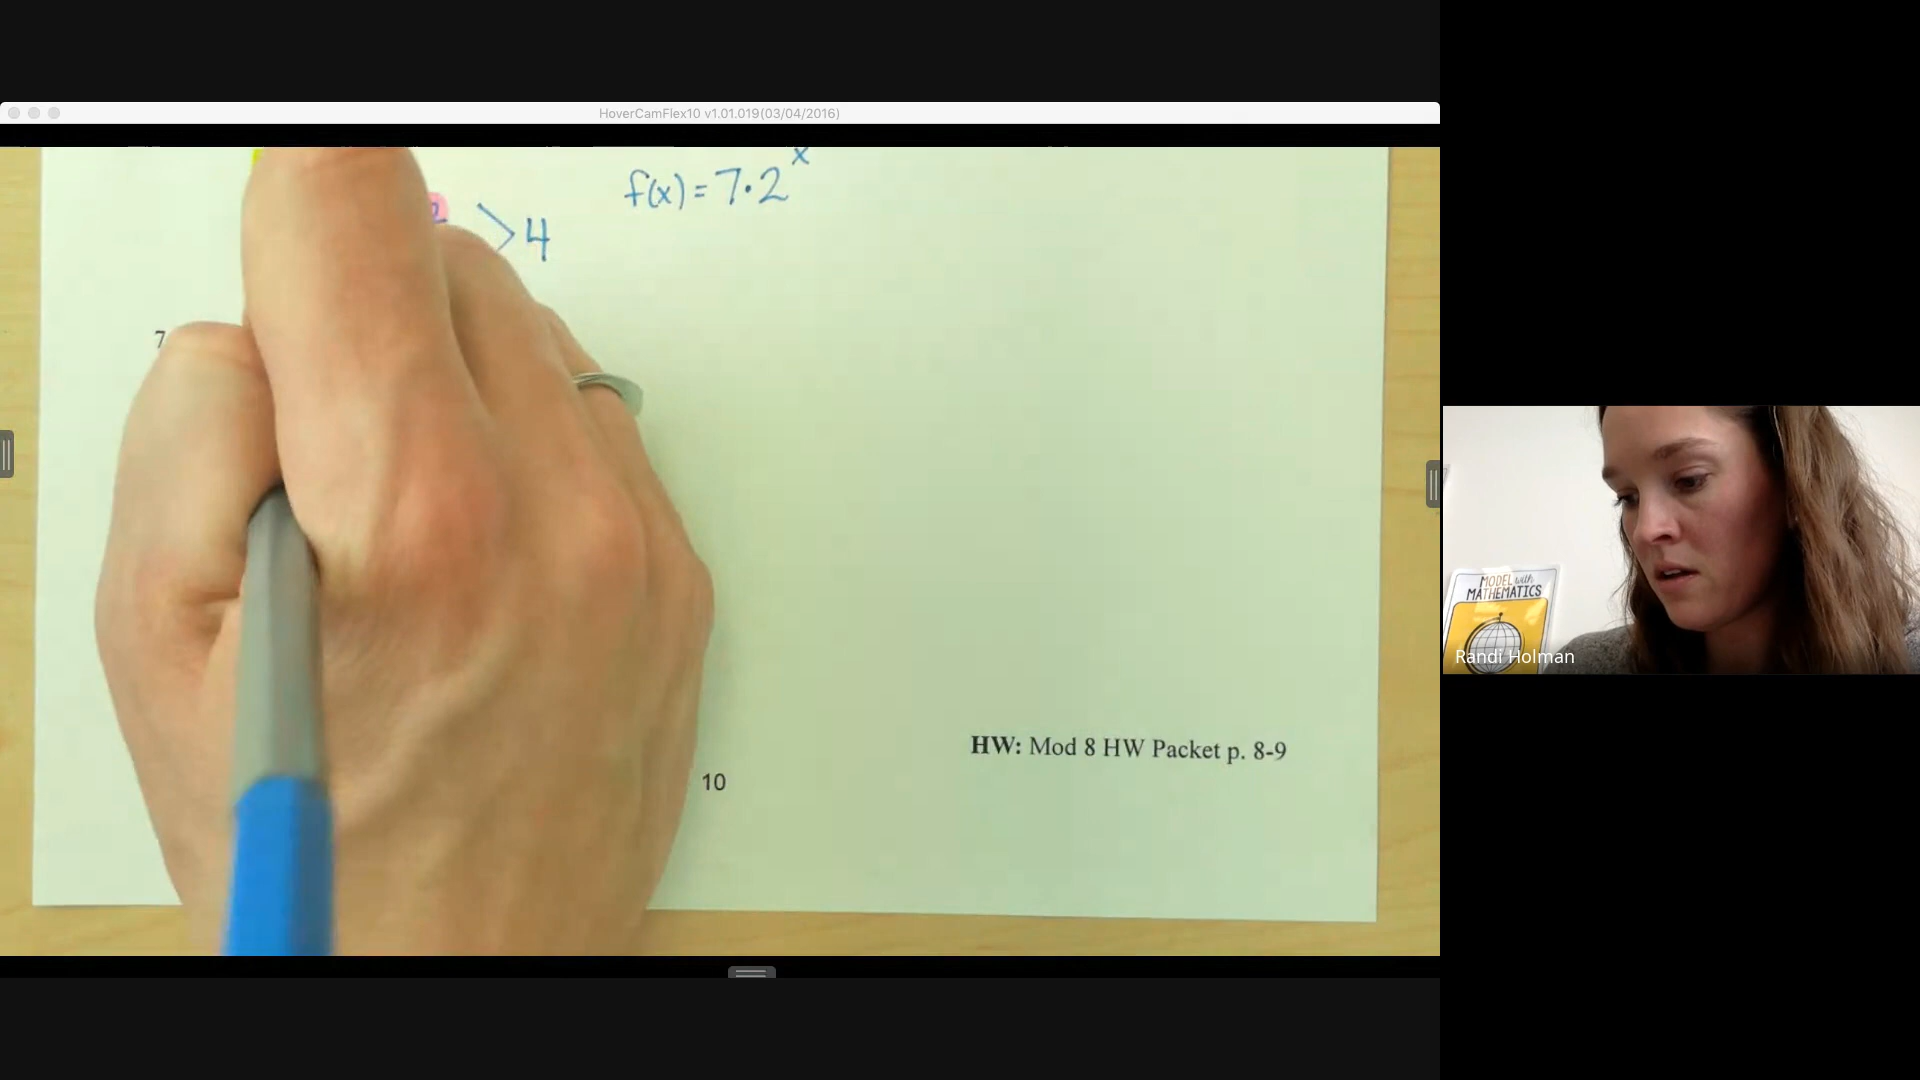 HoverCamFlex10 v1.01.019(03/04/2016)
f(x) = 7·2^x
>4
7
HW: Mod 8 HW Packet p. 8-9
10
MODEL with
MATHEMATICS
Randi Holman